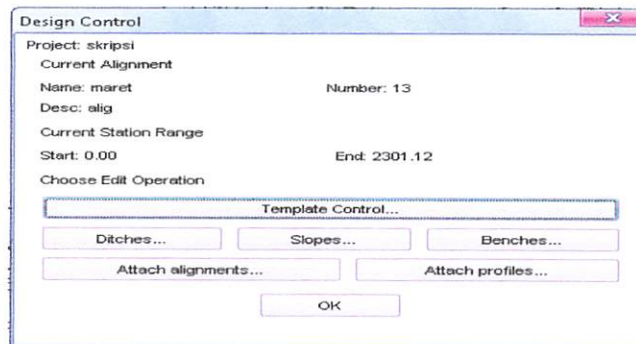 Design Control
Project: skripsi
Current Alignment
Name: maret Number: 13
Desc: alig
Current Station Range
Start: 0.00 End: 2301.12
Choose Edit Operation
Template Control...
Ditches... Slopes... Benches...
Attach alignments... Attach profiles...
OK